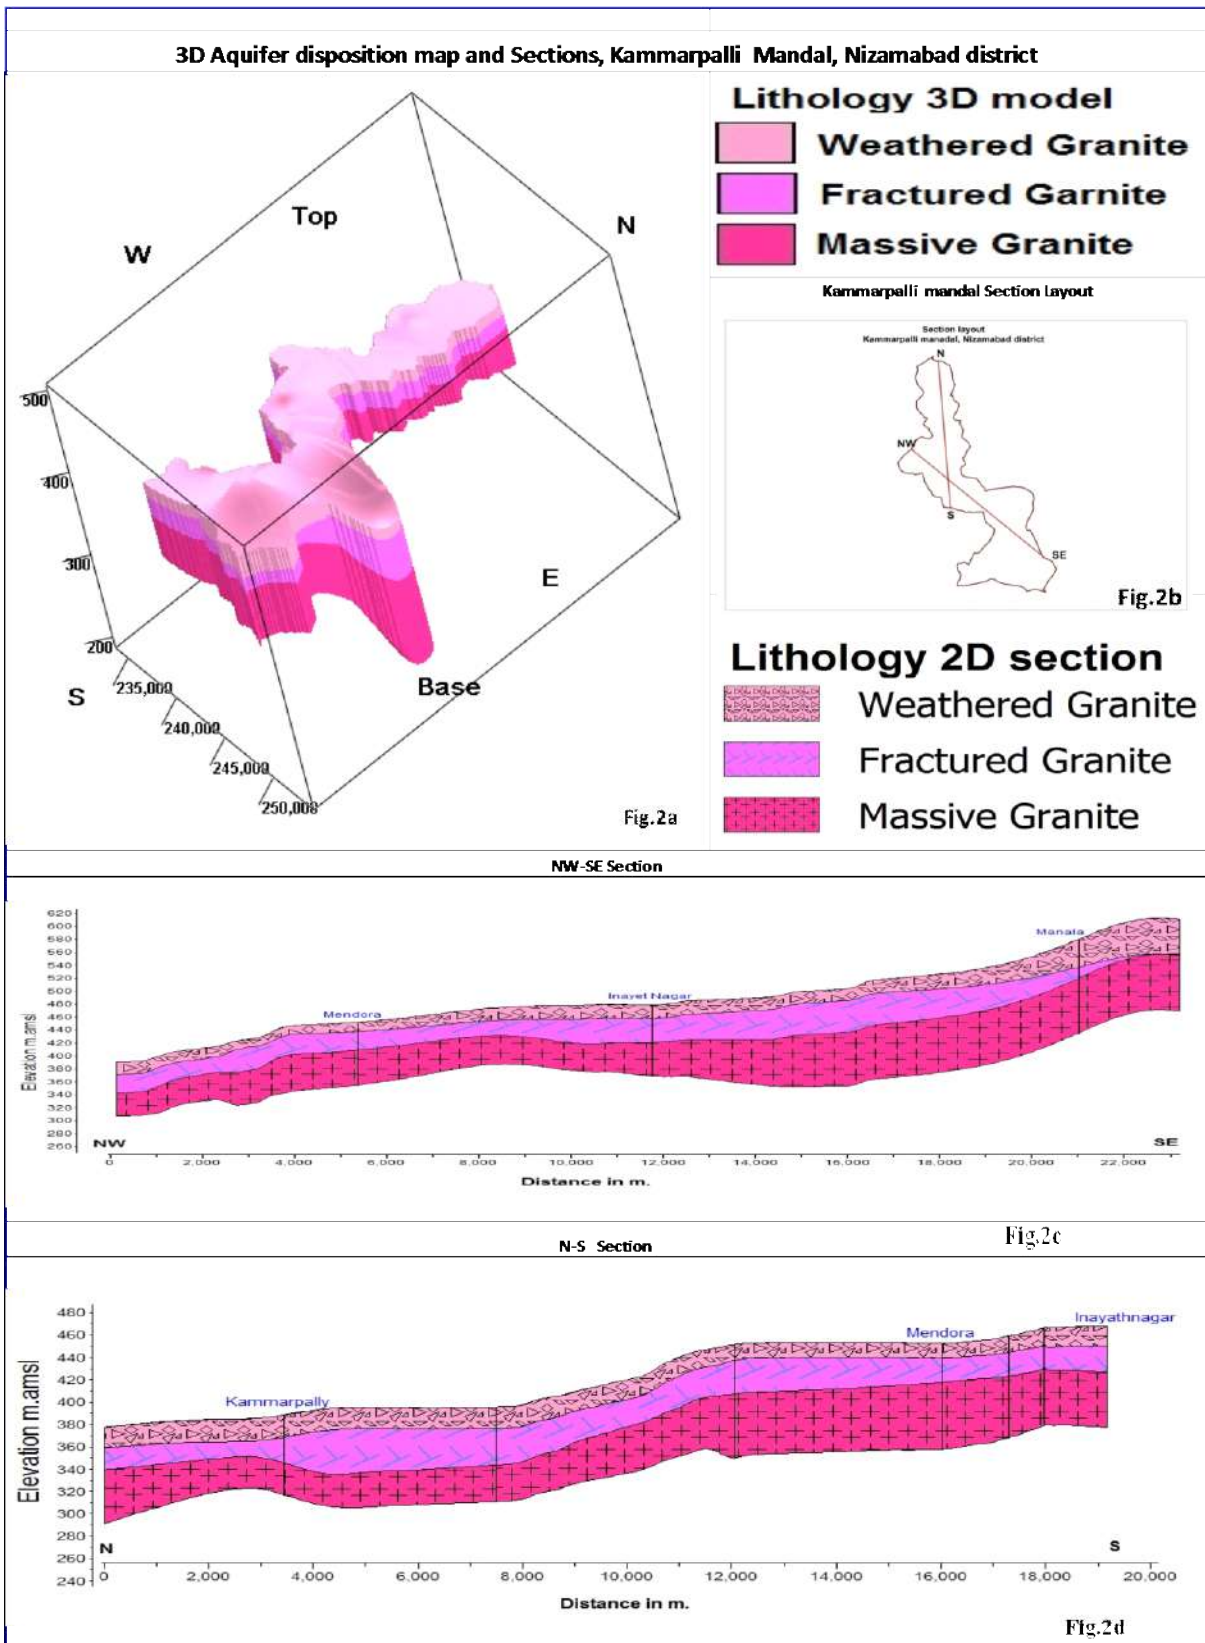 3D Aquifer disposition map and Sections, Kammarpalli Mandal, Nizamabad district
Top
W
N
E
S
Base
500
400
300
200
235,000
240,000
245,000
250,000
Fig.2a
Lithology 3D model
Weathered Granite
Fractured Garnite
Massive Granite
Kammarpalli mandal Section Layout
Section layout
Kammarpalli manadal, Nizamabad district
N
NW
S
SE
Fig.2b
Lithology 2D section
Weathered Granite
Fractured Granite
Massive Granite
NW-SE Section
Elevation m.amsl
620
600
580
560
540
520
500
480
460
440
420
400
380
360
340
320
300
280
260
Mendora
Inayet Nagar
Manala
NW
SE
0 2,000 4,000 6,000 8,000 10,000 12,000 14,000 16,000 18,000 20,000 22,000
Distance in m.
Fig.2c
N-S Section
Elevation m.amsl
480
460
440
420
400
380
360
340
320
300
280
260
240
Kammarpally
Mendora
Inayathnagar
N
S
0 2,000 4,000 6,000 8,000 10,000 12,000 14,000 16,000 18,000 20,000
Distance in m.
Fig.2d